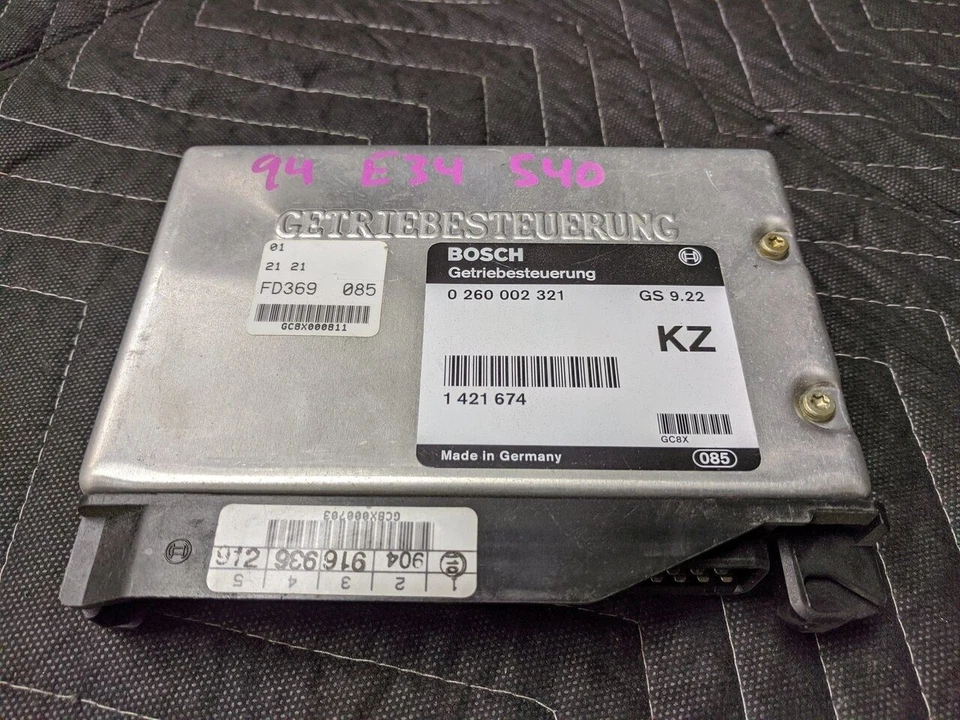 94 E34 540
GETRIEBESTEUERUNG
01
21 21
FD369 085
GC8X000811
BOSCH
Getriebesteuerung
0 260 002 321 GS 9.22
KZ
1 421 674
GC8X
Made in Germany 085
GC8X000703
904 916 936
1 2 3 4 5